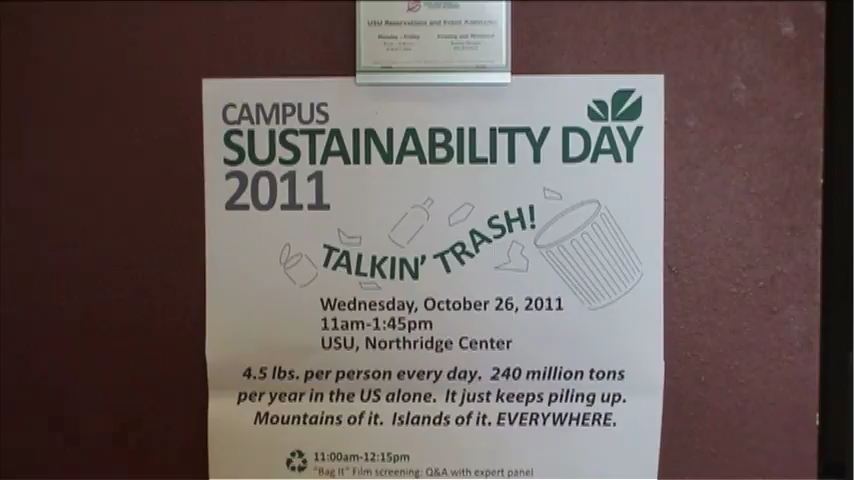 USU Reservations and Event
Monday - Friday
CAMPUS
SUSTAINABILITY DAY
2011
TALKIN' TRASH!
Wednesday, October 26, 2011
11am-1:45pm
USU, Northridge Center
4.5 lbs. per person every day. 240 million tons
per year in the US alone. It just keeps piling up.
Mountains of it. Islands of it. EVERYWHERE.
11:00am-12:15pm
"Bag It" Film screening; Q&A with expert panel